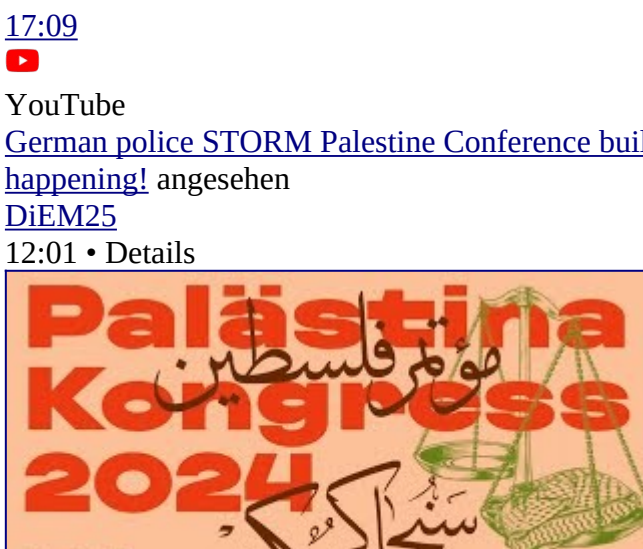 17:09
YouTube
German police STORM Palestine Conference
happening! angesehen
DiEM25
12:01 • Details
Palästina
مؤتمر فلسطين
Kongress
2024